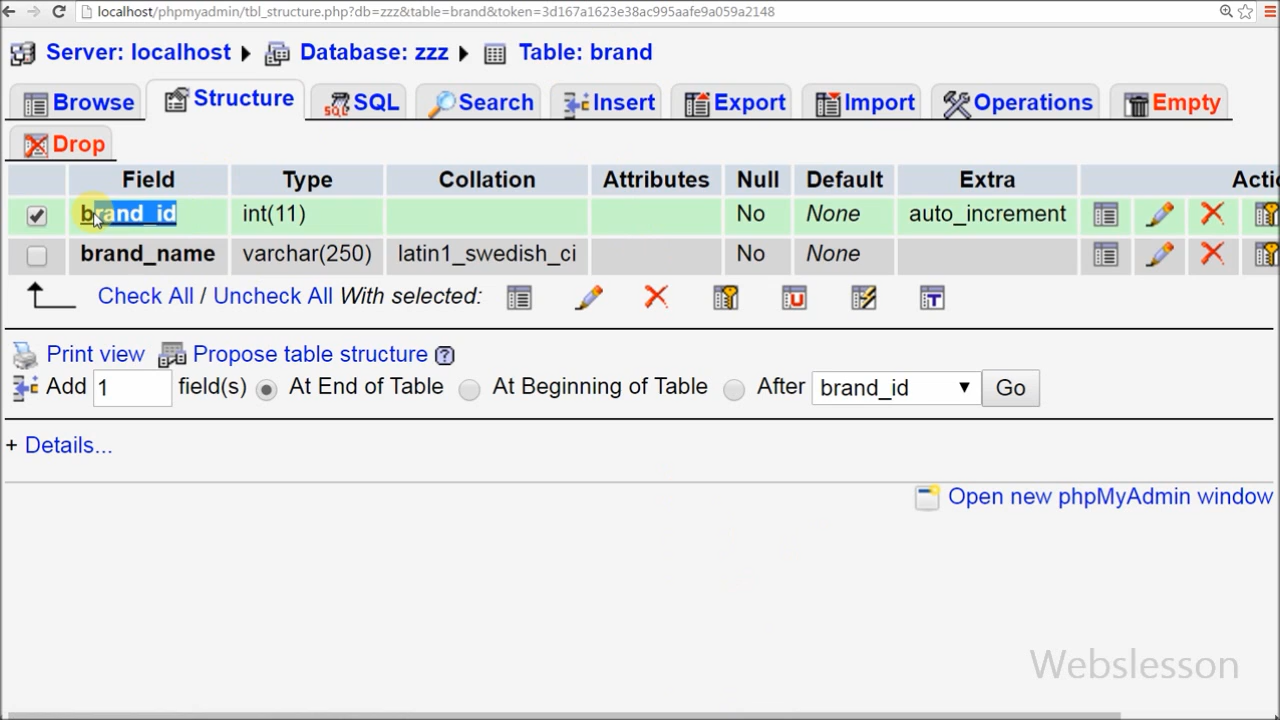 localhost/phpmyadmin/tbl_structure.php?db=zzz&table=brand&token=3d167a1623e38ac995aafe9a059a2148
Server: localhost Database: zzz Table: brand
Browse Structure SQL Search Insert Export Import Operations Empty
Drop
Field Type Collation Attributes Null Default Extra Actio
brand_id int(11) No None auto_increment
brand_name varchar(250) latin1_swedish_ci No None
Check All / Uncheck All With selected:
Print view Propose table structure
Add 1 field(s) At End of Table At Beginning of Table After brand_id Go
+ Details...
Open new phpMyAdmin window
Webslesson